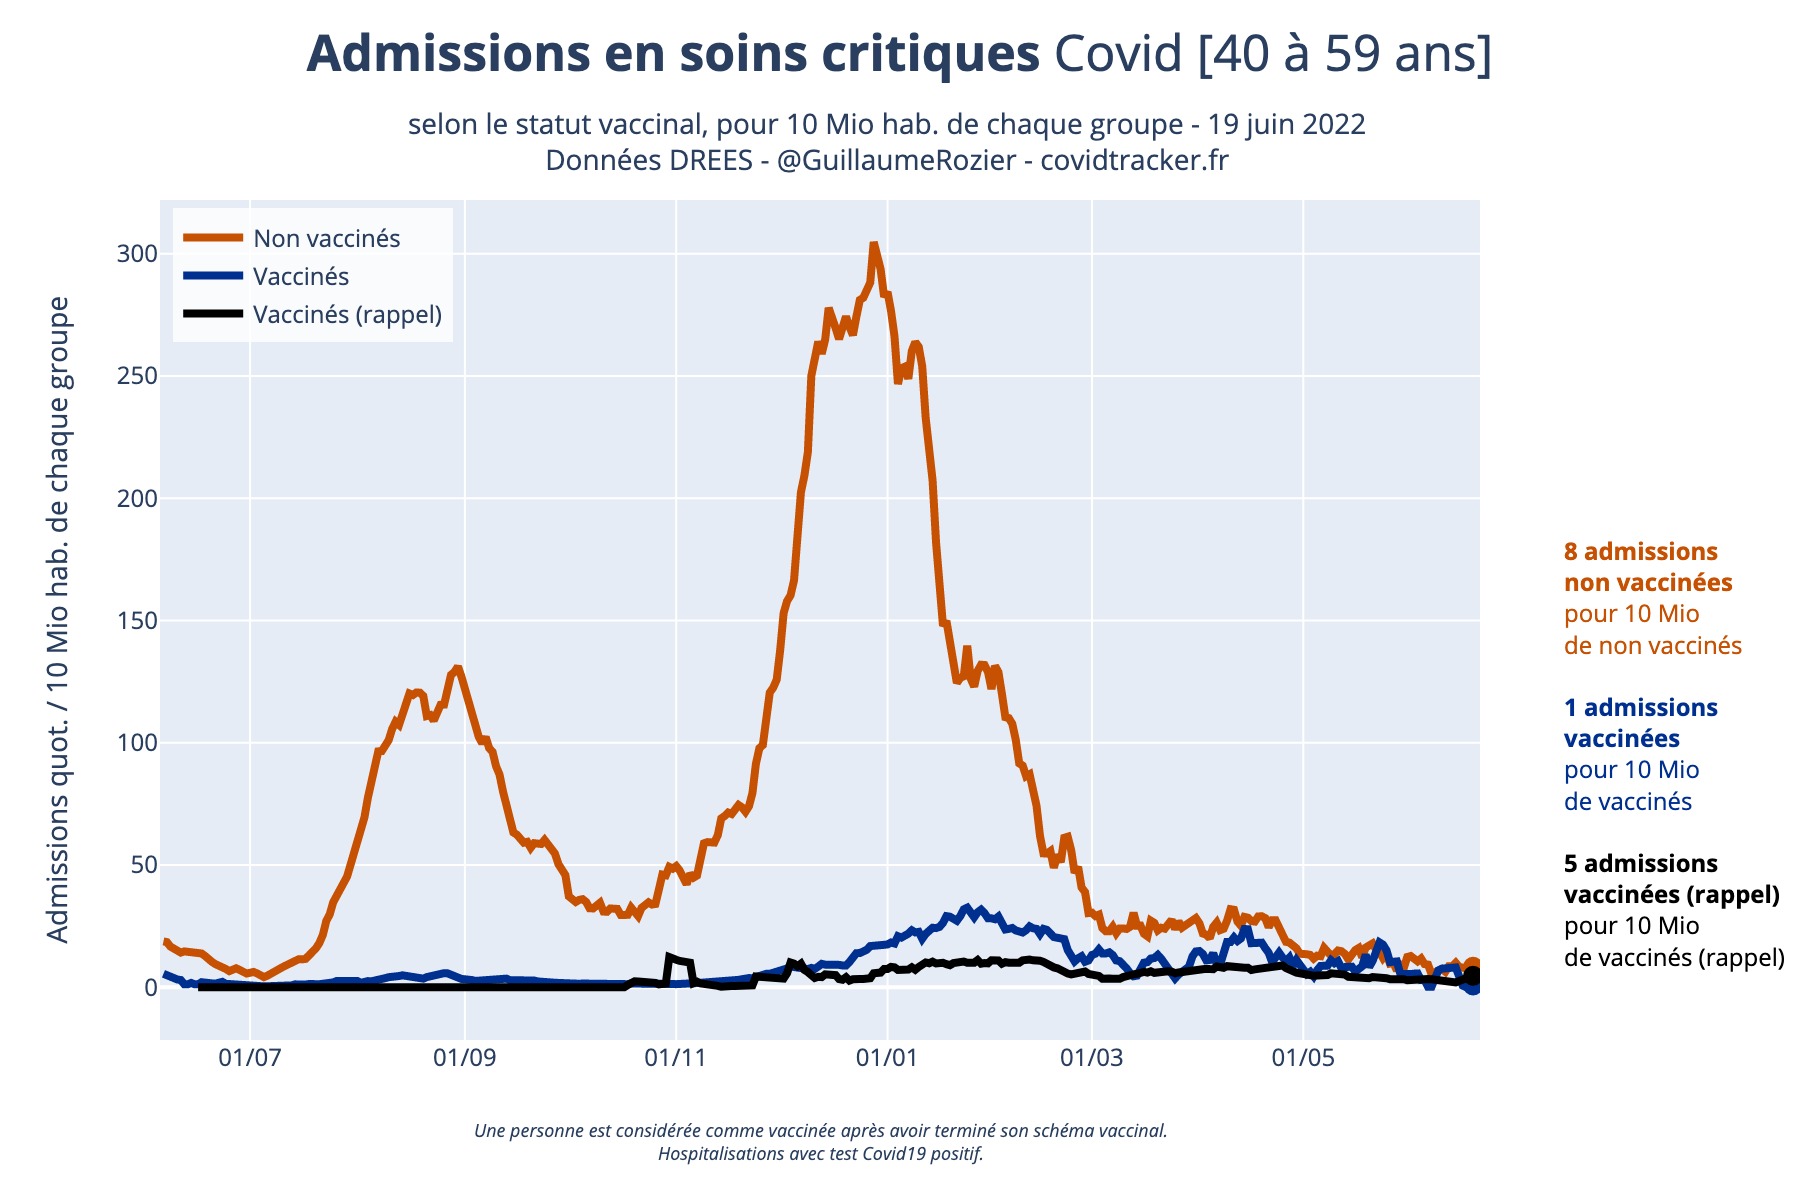 Admissions en soins critiques Covid [40 à 59 ans]
selon le statut vaccinal, pour 10 Mio hab. de chaque groupe - 19 juin 2022
Données DREES - @GuillaumeRozier - covidtracker.fr
Non vaccinés
Vaccinés
Vaccinés (rappel)
Admissions quot. / 10 Mio hab. de chaque groupe
300
250
200
150
100
50
0
01/07
01/09
01/11
01/01
01/03
01/05
8 admissions
non vaccinées
pour 10 Mio
de non vaccinés
1 admissions
vaccinées
pour 10 Mio
de vaccinés
5 admissions
vaccinées (rappel)
pour 10 Mio
de vaccinés (rappel)
Une personne est considérée comme vaccinée après avoir terminé son schéma vaccinal.
Hospitalisations avec test Covid19 positif.